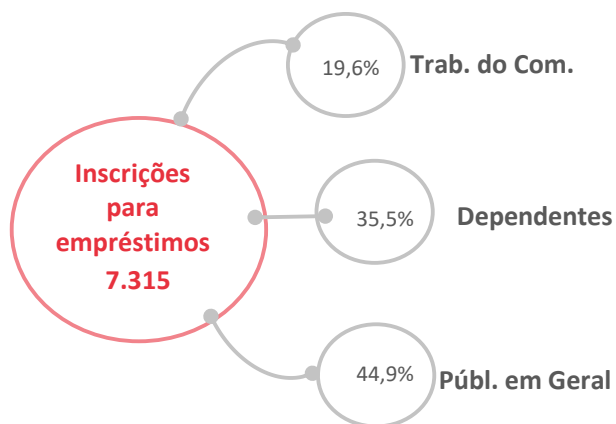 19,6%
Trab. do Com.
Inscrições
para
empréstimos
7.315
35,5%
Dependentes
44,9%
Públ. em Geral